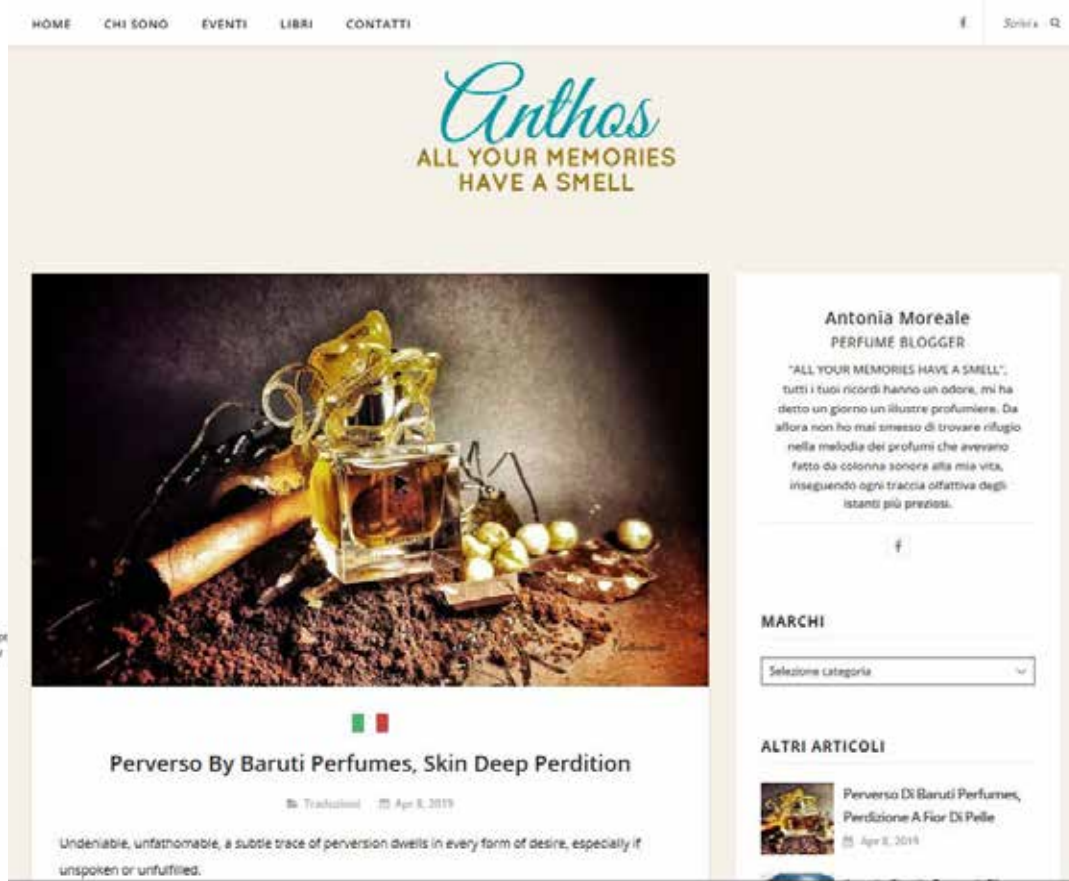 HOME CHI SONO EVENTI LIBRI CONTATTI
Anthos
ALL YOUR MEMORIES
HAVE A SMELL
Perverso By Baruti Perfumes, Skin Deep Perdition
Traduzioni Apr 8, 2019
Undeniable, unfathomable, a subtle trace of perversion dwells in every form of desire, especially if
unspoken or unfulfilled.
Antonia Moreale
PERFUME BLOGGER
"ALL YOUR MEMORIES HAVE A SMELL",
tutti i tuoi ricordi hanno un odore, mi ha
detto un giorno un illustre profumiere. Da
allora non ho mai smesso di trovare rifugio
nella melodia dei profumi che avevano
fatto da colonna sonora alla mia vita,
inseguendo ogni traccia olfattiva degli
istanti più preziosi.
MARCHI
Selezione categoria
ALTRI ARTICOLI
Perverso Di Baruti Perfumes,
Perdizione A Fior Di Pelle
Apr 8, 2019